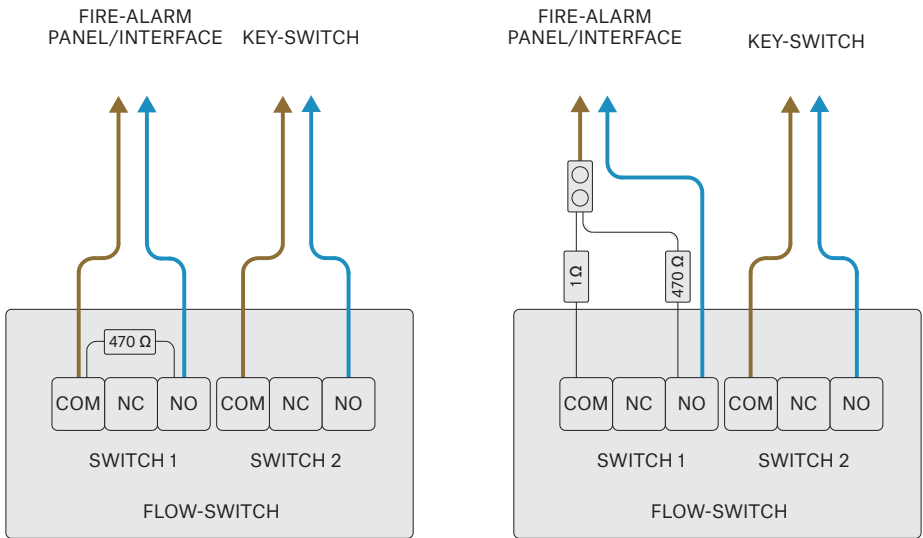 FIRE-ALARM
PANEL/INTERFACE
KEY-SWITCH
470 Ω
COM
NC
NO
COM
NC
NO
SWITCH 1
SWITCH 2
FLOW-SWITCH
FIRE-ALARM
PANEL/INTERFACE
KEY-SWITCH
1Ω
470 Ω
COM
NC
NO
COM
NC
NO
SWITCH 1
SWITCH 2
FLOW-SWITCH